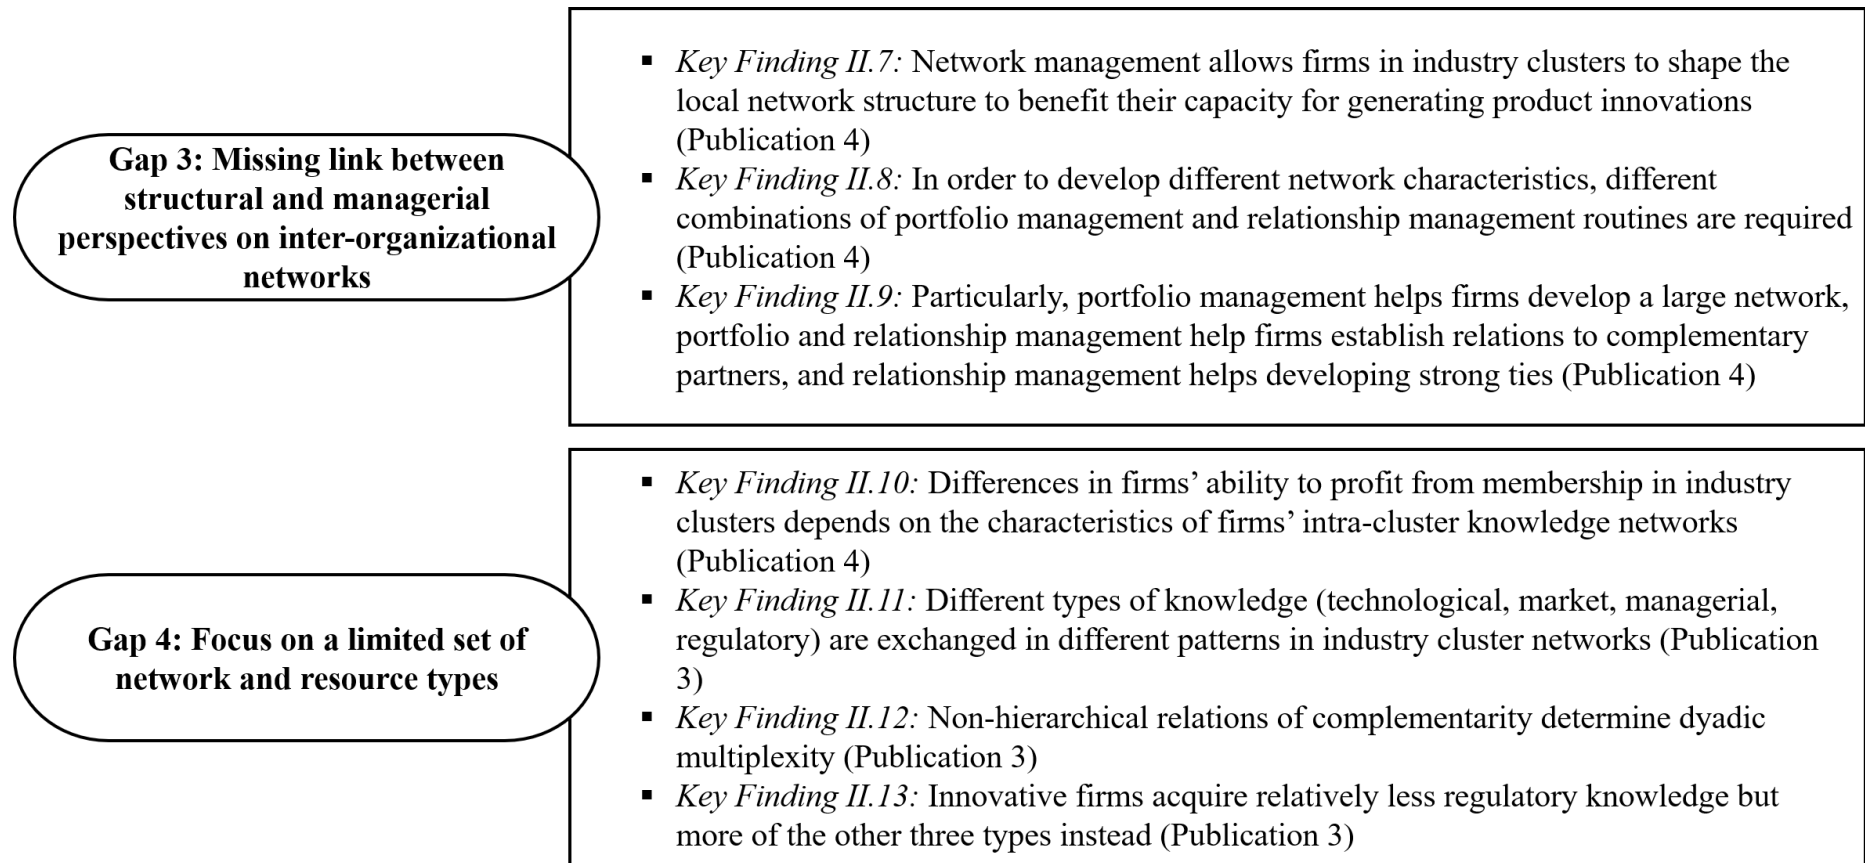 Gap 3: Missing link between
structural and managerial
perspectives on inter-organizational
networks
▪ Key Finding II.7: Network management allows firms in industry clusters to shape the
local network structure to benefit their capacity for generating product innovations
(Publication 4)
▪ Key Finding II.8: In order to develop different network characteristics, different
combinations of portfolio management and relationship management routines are required
(Publication 4)
▪ Key Finding II.9: Particularly, portfolio management helps firms develop a large network,
portfolio and relationship management help firms establish relations to complementary
partners, and relationship management helps developing strong ties (Publication 4)
Gap 4: Focus on a limited set of
network and resource types
▪ Key Finding II.10: Differences in firms’ ability to profit from membership in industry
clusters depends on the characteristics of firms’ intra-cluster knowledge networks
(Publication 4)
▪ Key Finding II.11: Different types of knowledge (technological, market, managerial,
regulatory) are exchanged in different patterns in industry cluster networks (Publication
3)
▪ Key Finding II.12: Non-hierarchical relations of complementarity determine dyadic
multiplexity (Publication 3)
▪ Key Finding II.13: Innovative firms acquire relatively less regulatory knowledge but
more of the other three types instead (Publication 3)